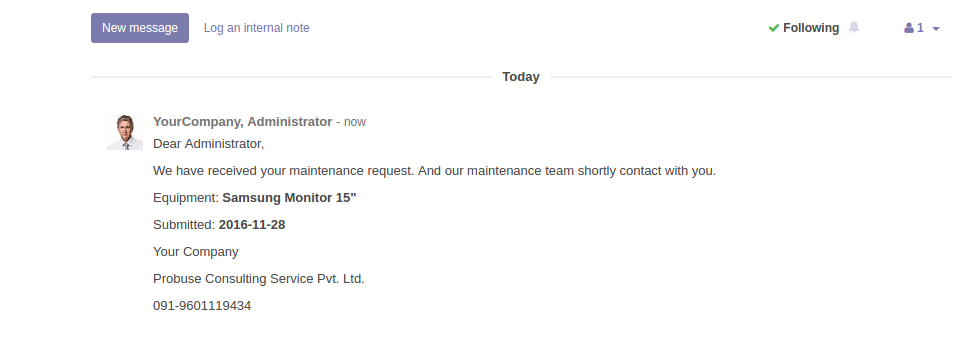 New message Log an internal note Following 1
Today
YourCompany, Administrator - now
Dear Administrator,
We have received your maintenance request. And our maintenance team shortly contact with you.
Equipment: Samsung Monitor 15"
Submitted: 2016-11-28
Your Company
Probuse Consulting Service Pvt. Ltd.
091-9601119434